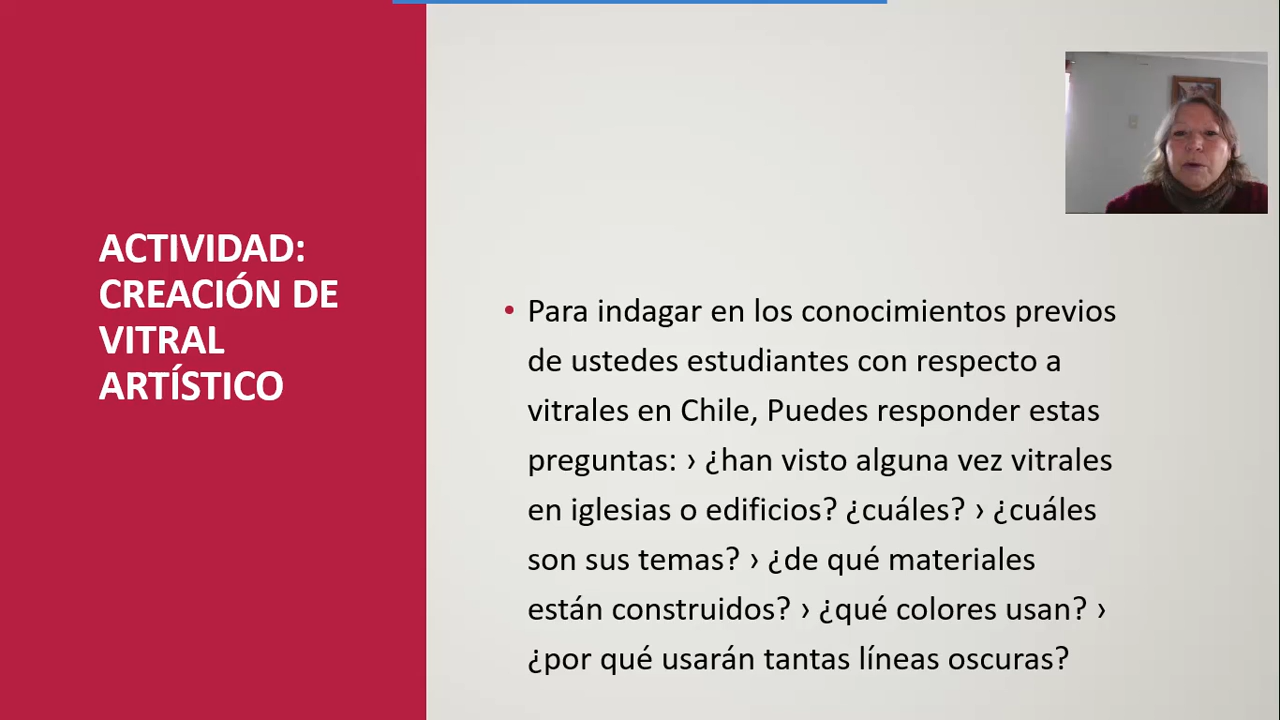 ACTIVIDAD:
CREACIÓN DE
VITRAL
ARTÍSTICO
• Para indagar en los conocimientos previos
de ustedes estudiantes con respecto a
vitrales en Chile, Puedes responder estas
preguntas: › ¿han visto alguna vez vitrales
en iglesias o edificios? ¿cuáles? › ¿cuáles
son sus temas? › ¿de qué materiales
están construidos? › ¿qué colores usan? ›
¿por qué usarán tantas líneas oscuras?